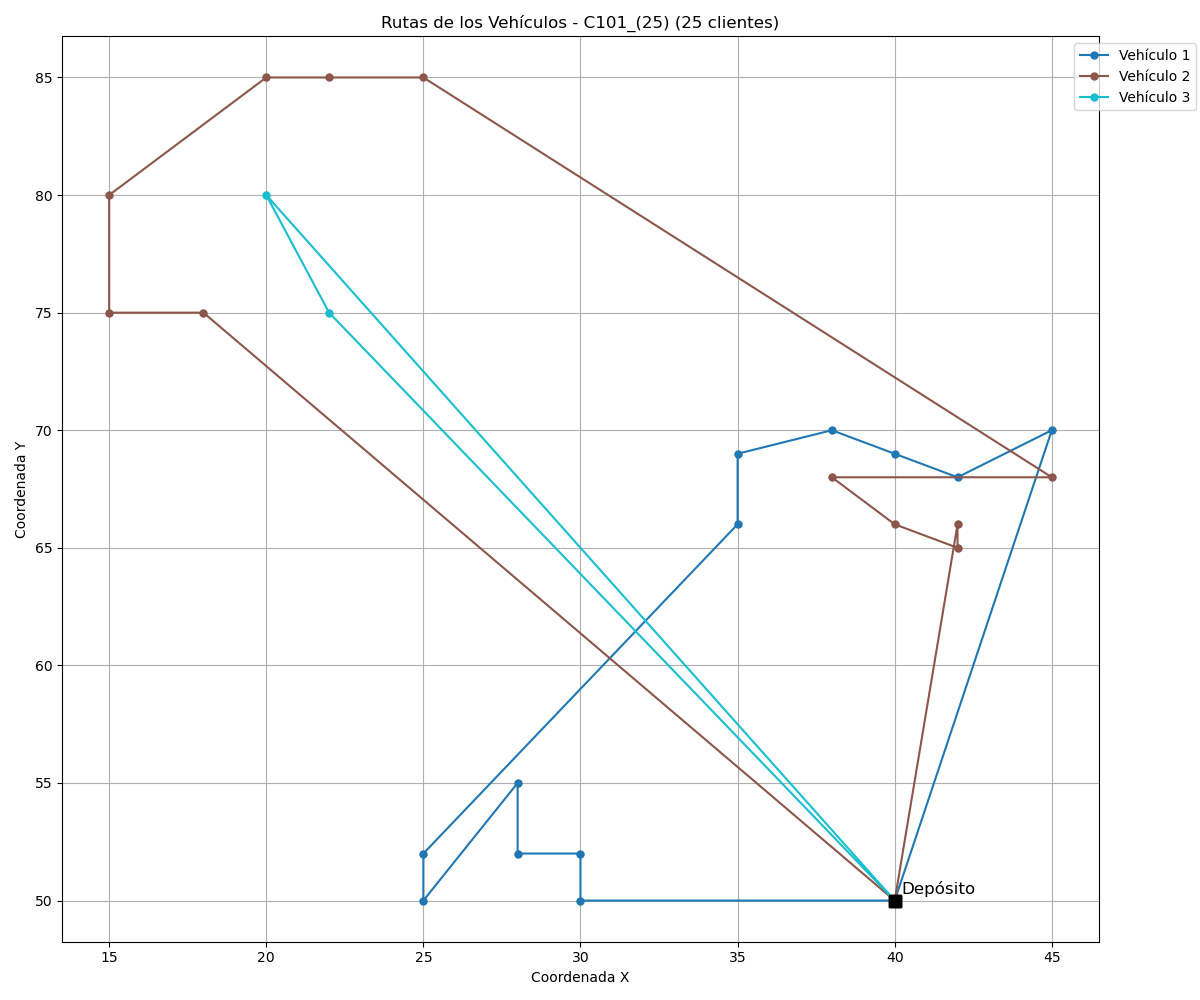 Rutas de los Vehículos - C101_(25) (25 clientes)
Vehículo 1
Vehículo 2
Vehículo 3
85
80
75
70
65
60
55
50
Coordenada Y
Depósito
15
20
25
30
35
40
45
Coordenada X